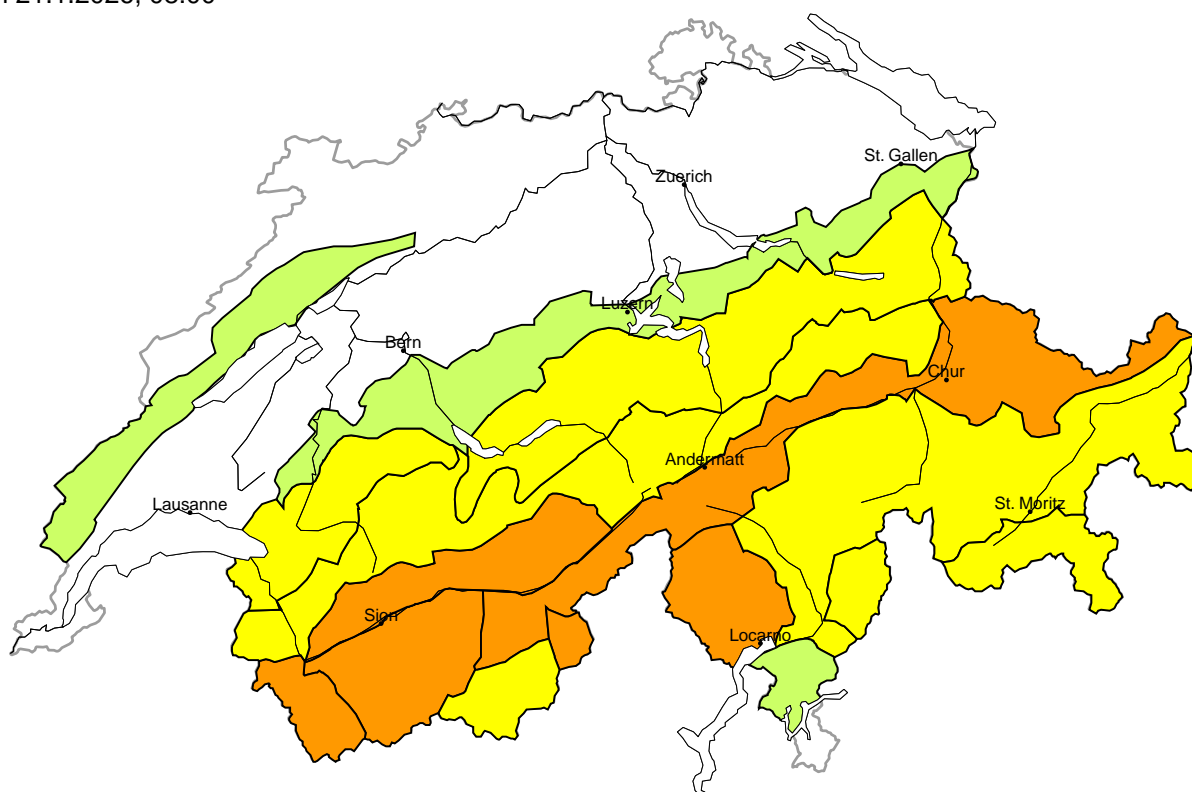 St. Gallen
Zuerich
Luzern
Bern
Chur
Andermatt
Lausanne
St. Moritz
Sion
Locarno